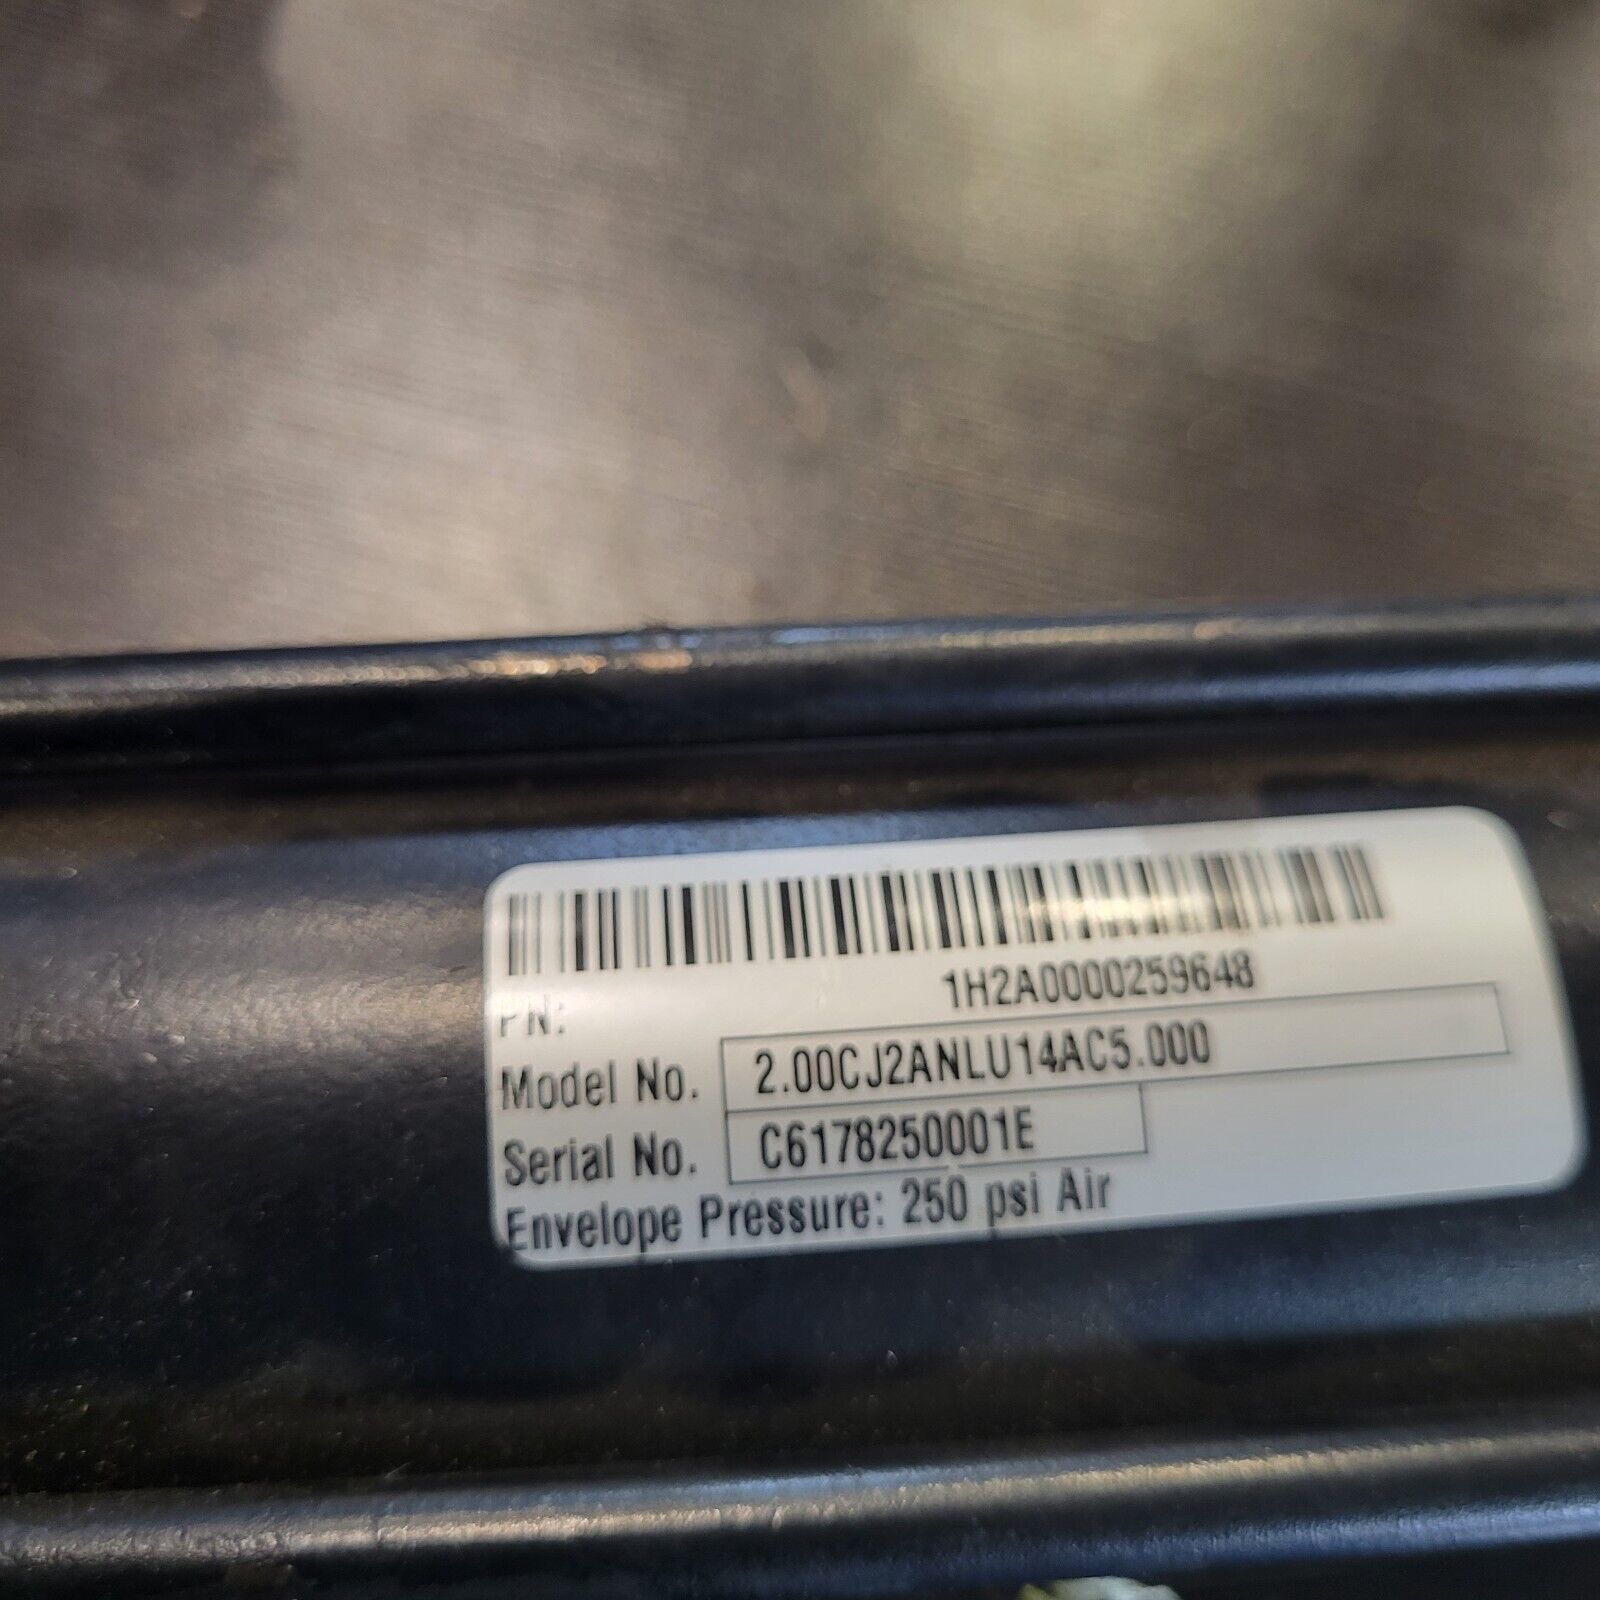 1H2A0000259648
PN:
Model No. 2.00CJ2ANLU14AC5.000
Serial No. C6178250001E
Envelope Pressure: 250 psi Air